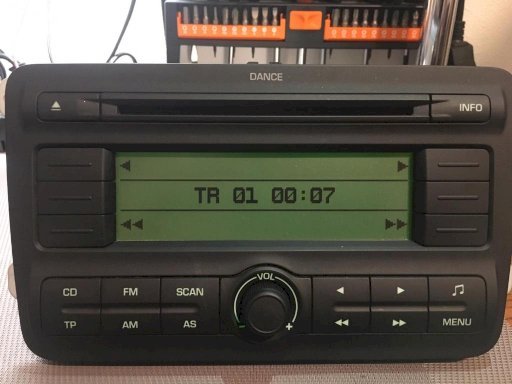 DANCE
INFO
TR 01 00:07
VOL
CD FM SCAN
TP AM AS MENU